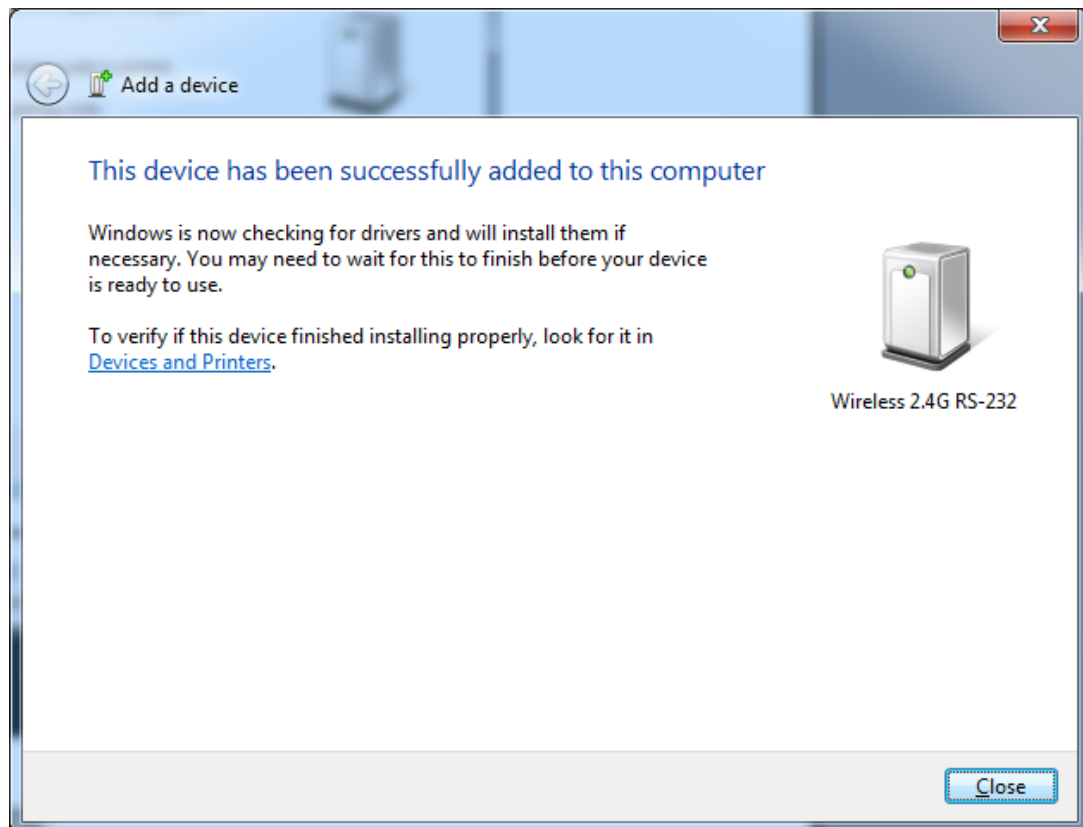 Add a device
This device has been successfully added to this computer
Windows is now checking for drivers and will install them if
necessary. You may need to wait for this to finish before your device
is ready to use.
To verify if this device finished installing properly, look for it in
Devices and Printers.
Wireless 2.4G RS-232
Close